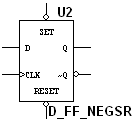 U2
SET
D Q
CLK ~Q
RESET
D_FF_NEGSR